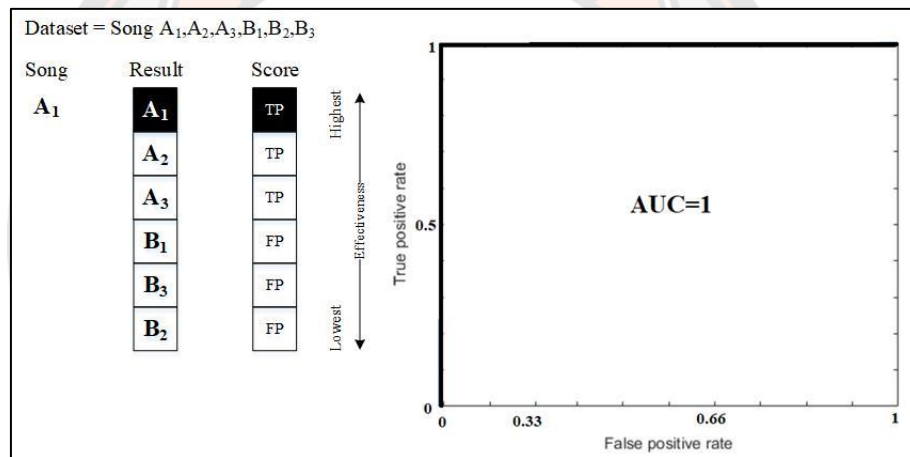 Dataset = Song A₁,A₂,A₃,B₁,B₂,B₃
Song Result Score
A₁ A₁ TP
A₂ TP
A₃ TP
B₁ FP
B₃ FP
B₂ FP
Highest
Effectiveness
Lowest
1
0.5
0
True positive rate
AUC=1
0 0.33 0.66 1
False positive rate